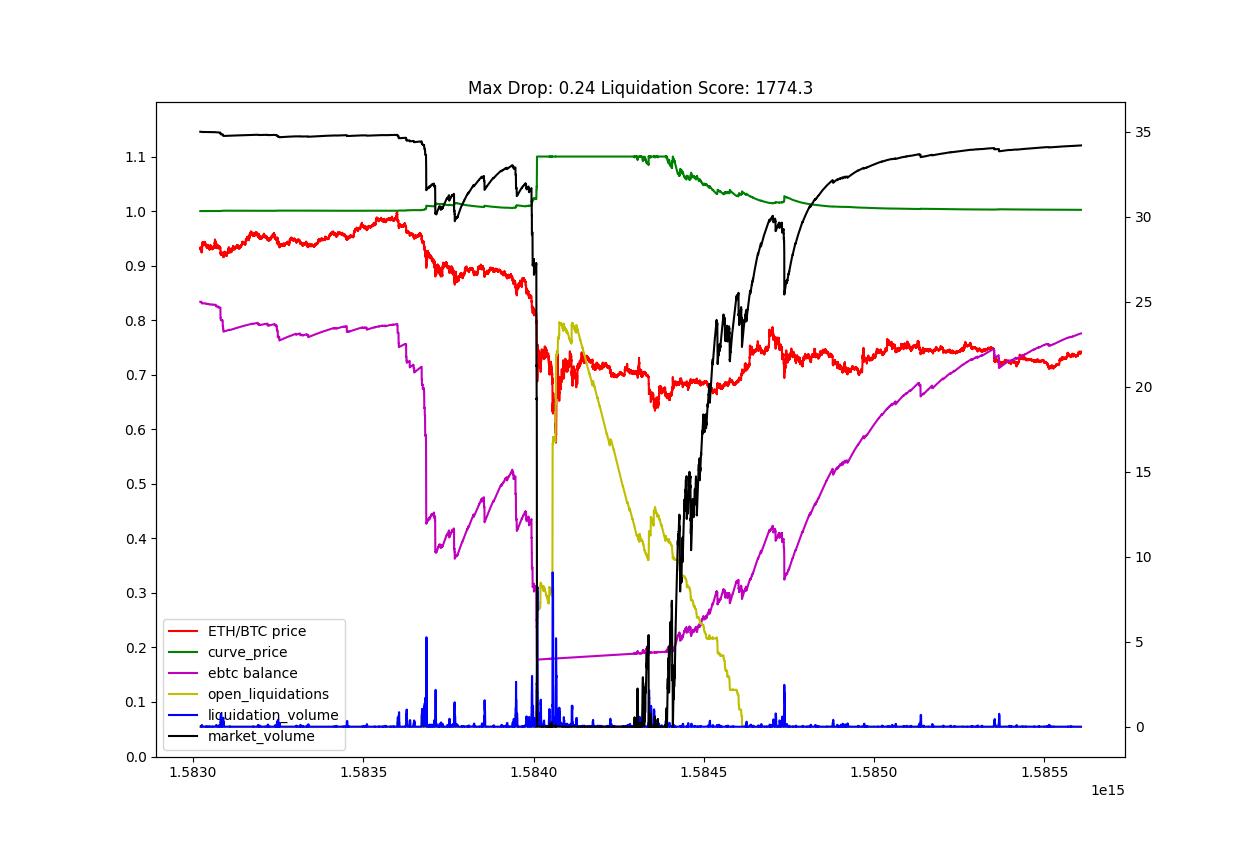 Max Drop: 0.24 Liquidation Score: 1774.3
1.1
1.0
0.9
0.8
0.7
0.6
0.5
0.4
0.3
0.2
0.1
0.0
35
30
25
20
15
10
5
0
ETH/BTC price
curve_price
ebtc balance
open_liquidations
liquidation_volume
market_volume
1.5830 1.5835 1.5840 1.5845 1.5850 1.5855
1e15